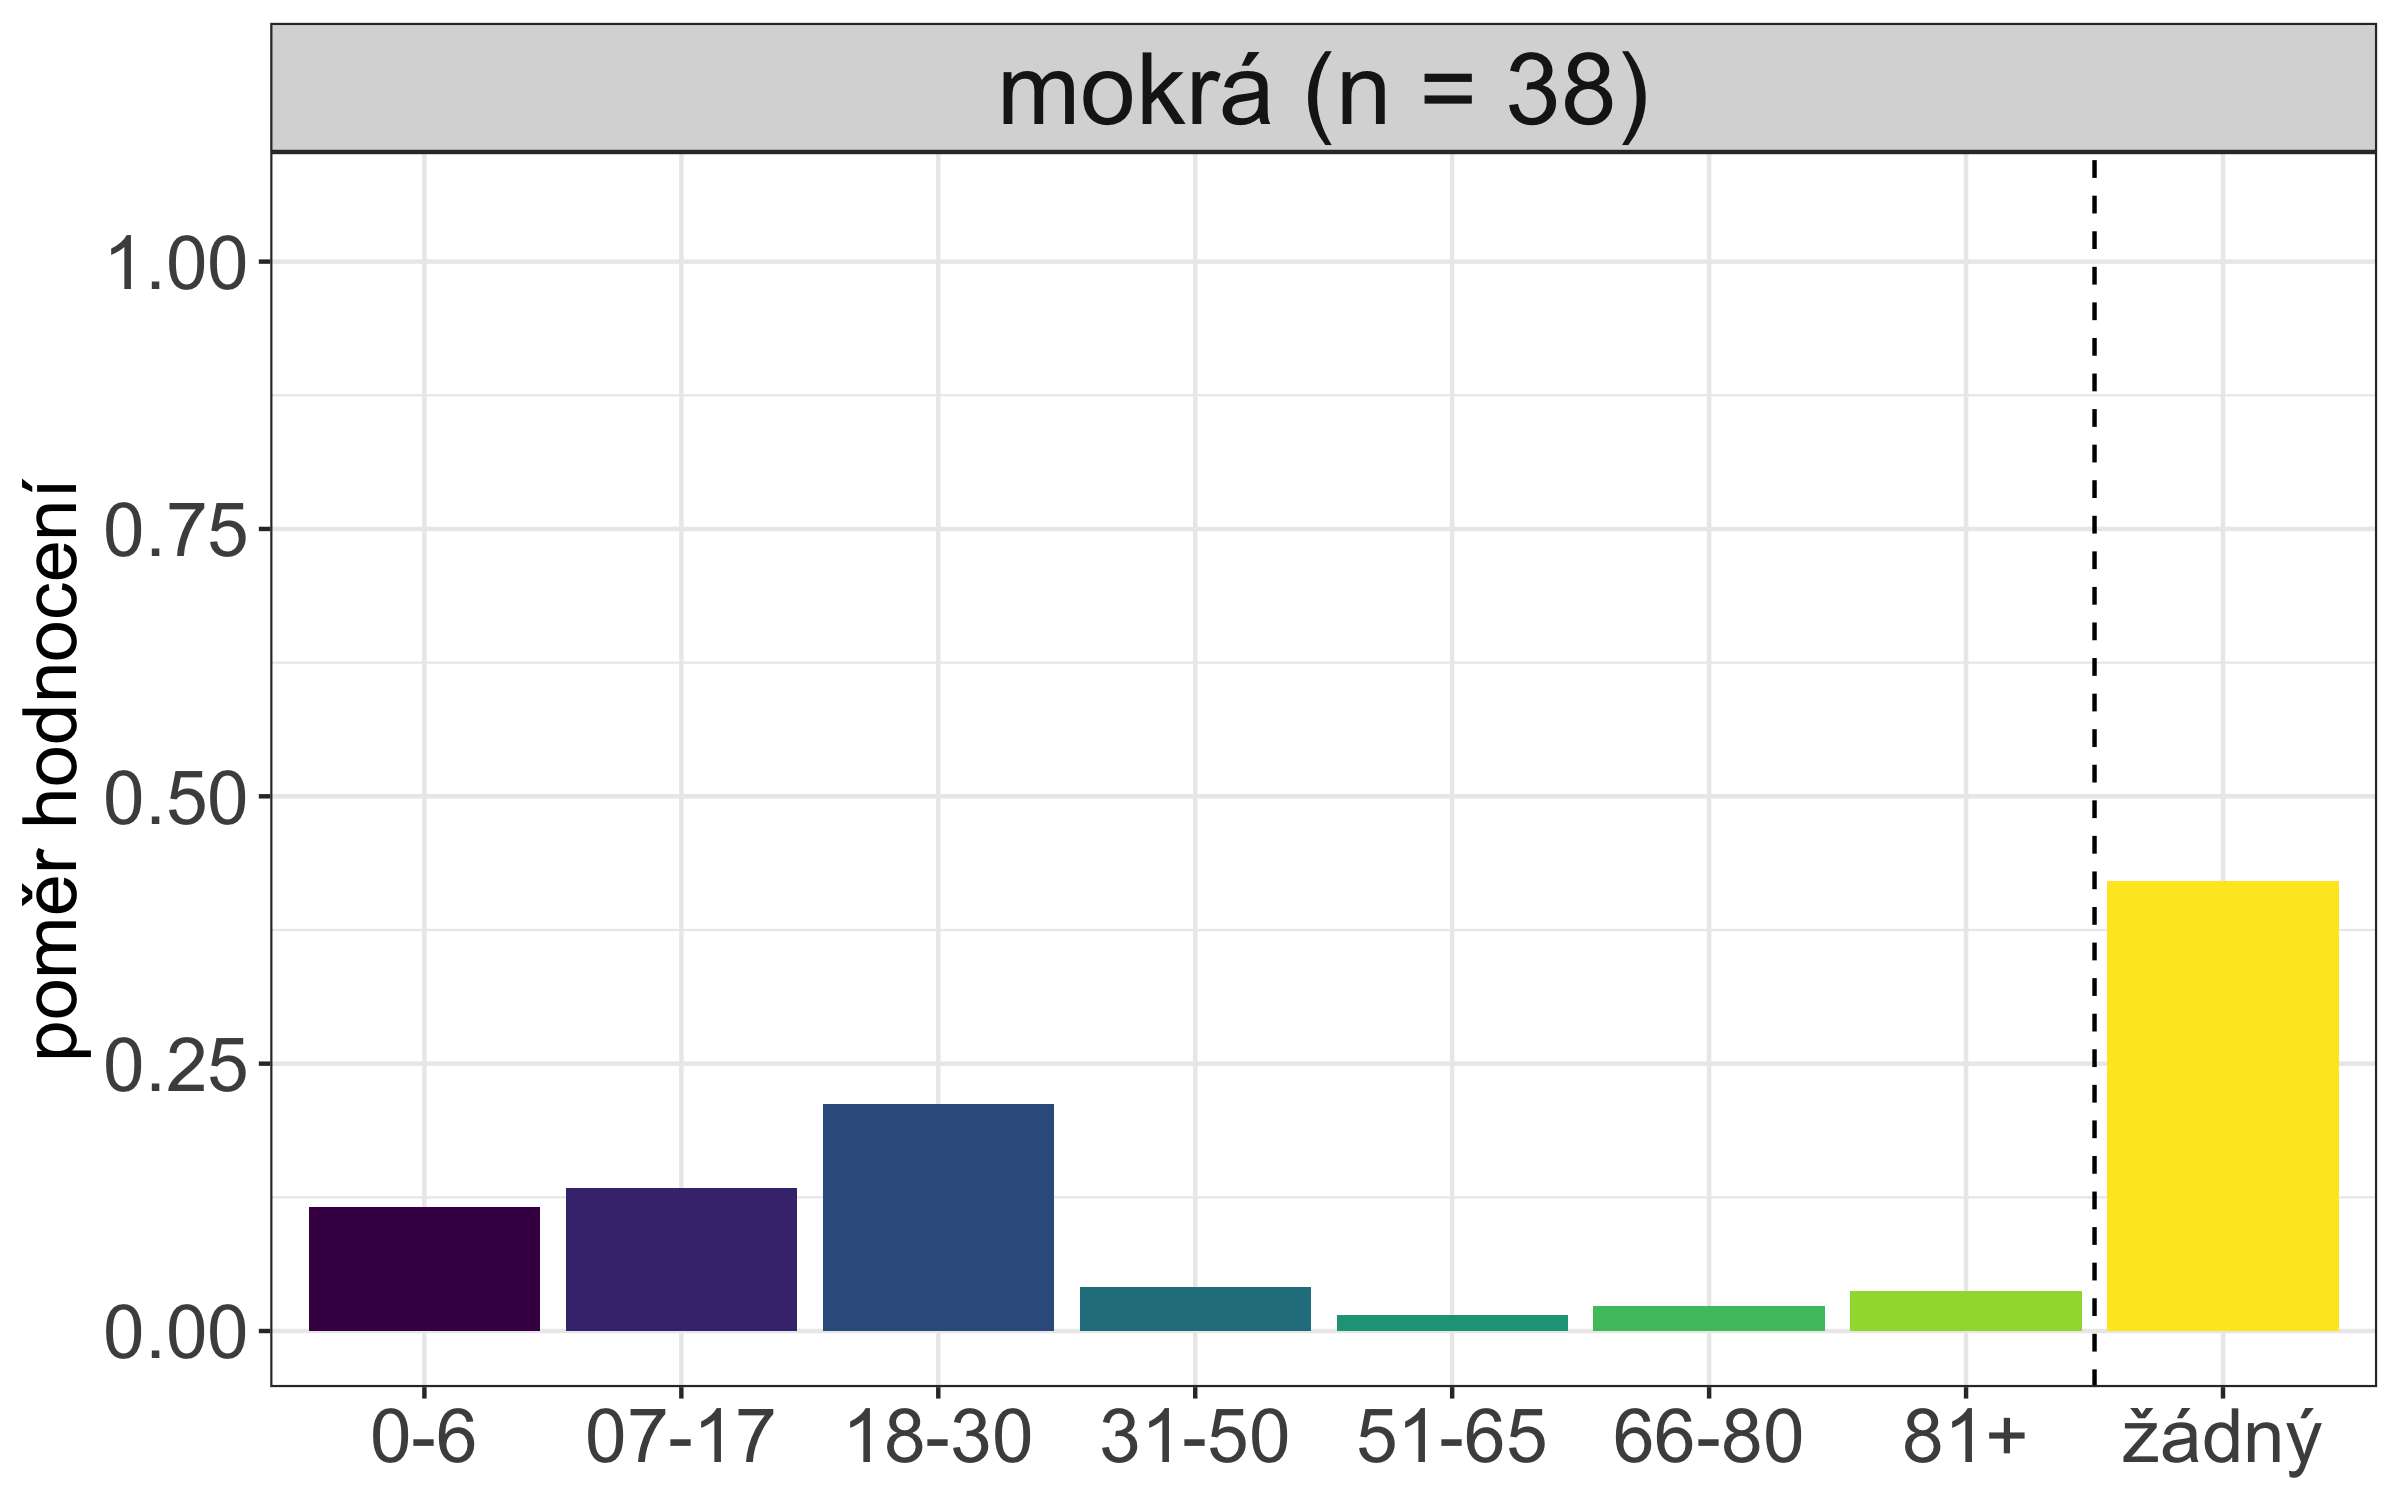 mokrá (n = 38)
poměr hodnocení
1.00
0.75
0.50
0.25
0.00
0-6 07-17 18-30 31-50 51-65 66-80 81+ žádný